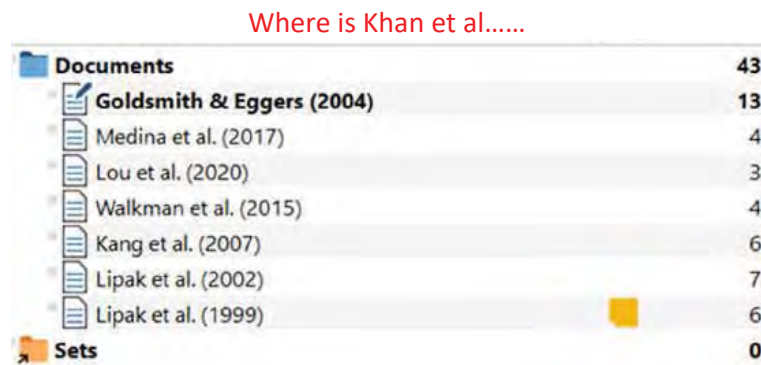 Where is Khan et al......
Documents 43
Goldsmith & Eggers (2004) 13
Medina et al. (2017) 4
Lou et al. (2020) 3
Walkman et al. (2015) 4
Kang et al. (2007) 6
Lipak et al. (2002) 7
Lipak et al. (1999) 6
Sets 0